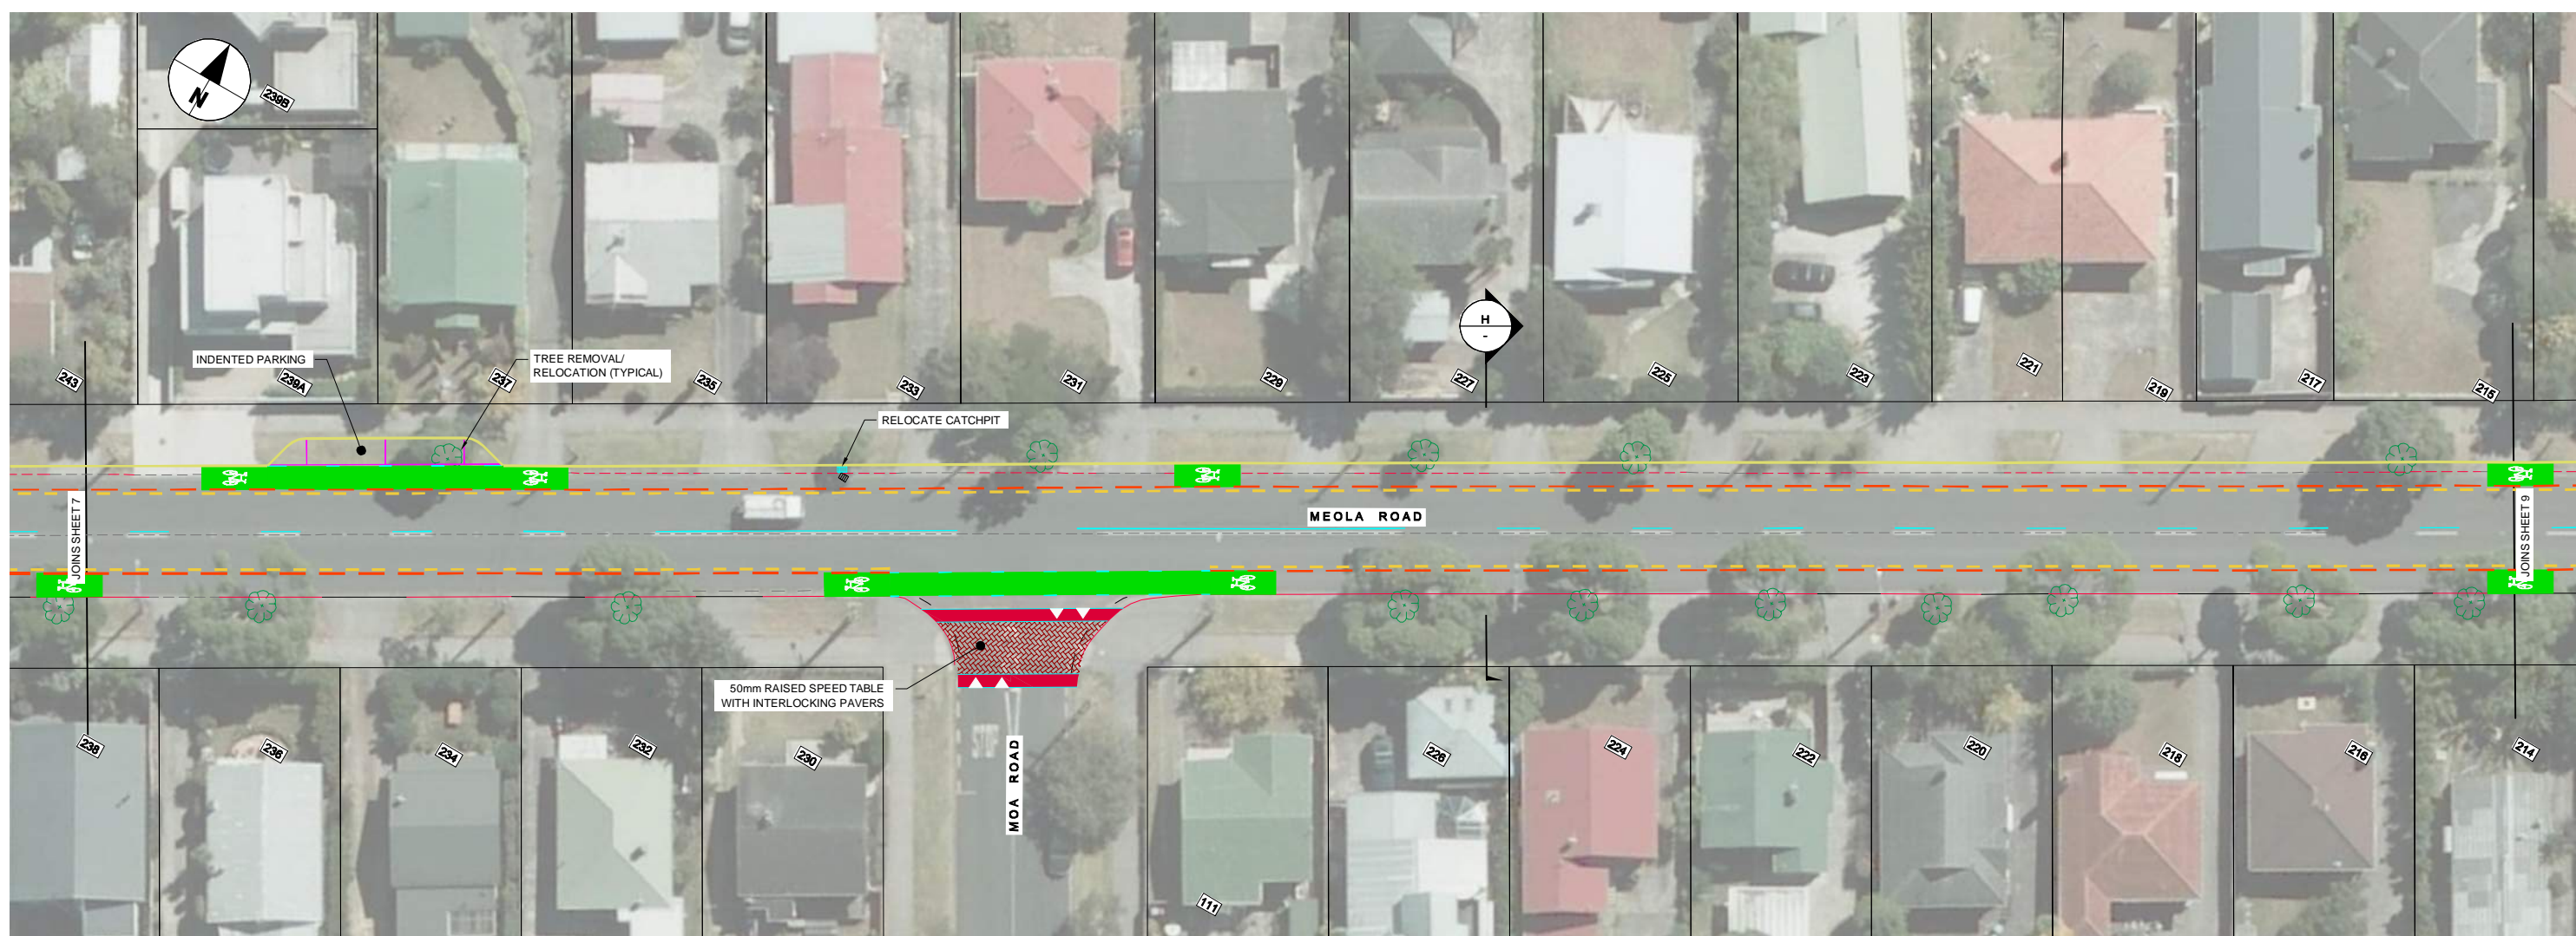 N
239B
INDENTED PARKING
TREE REMOVAL/
RELOCATION (TYPICAL)
243
239A
237
235
233
231
229
227
H
-
225
223
221
219
217
215
RELOCATE CATCHPIT
JOINS SHEET 7
MEOLA ROAD
JOINS SHEET 9
50mm RAISED SPEED TABLE
WITH INTERLOCKING PAVERS
MOA ROAD
238
236
234
232
230
111
226
224
222
220
218
216
214